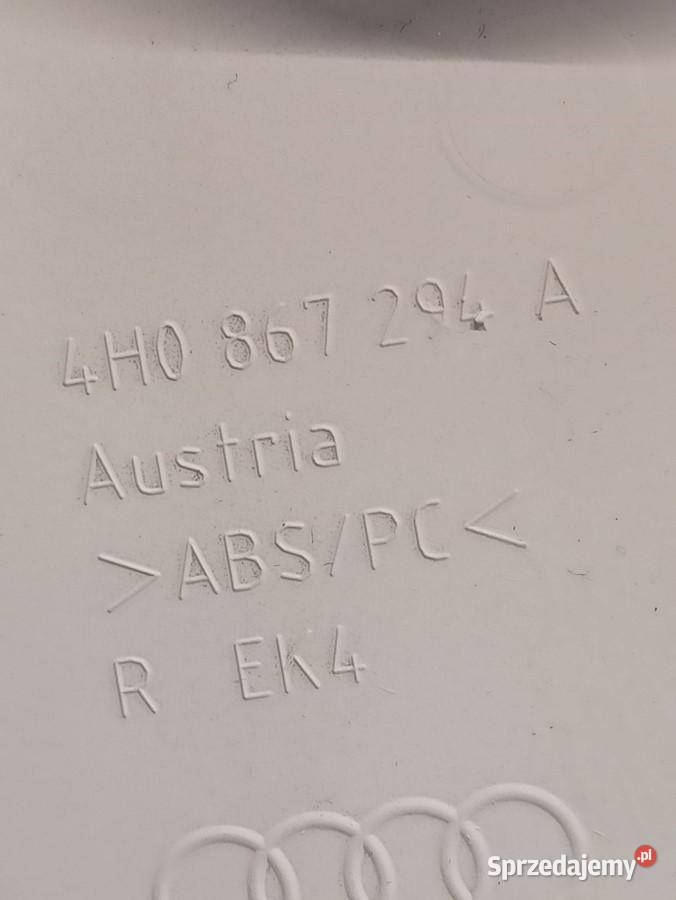 4H0 867 294 A
Austria
>ABS/PC<
R EK4
Sprzedajemy.pl